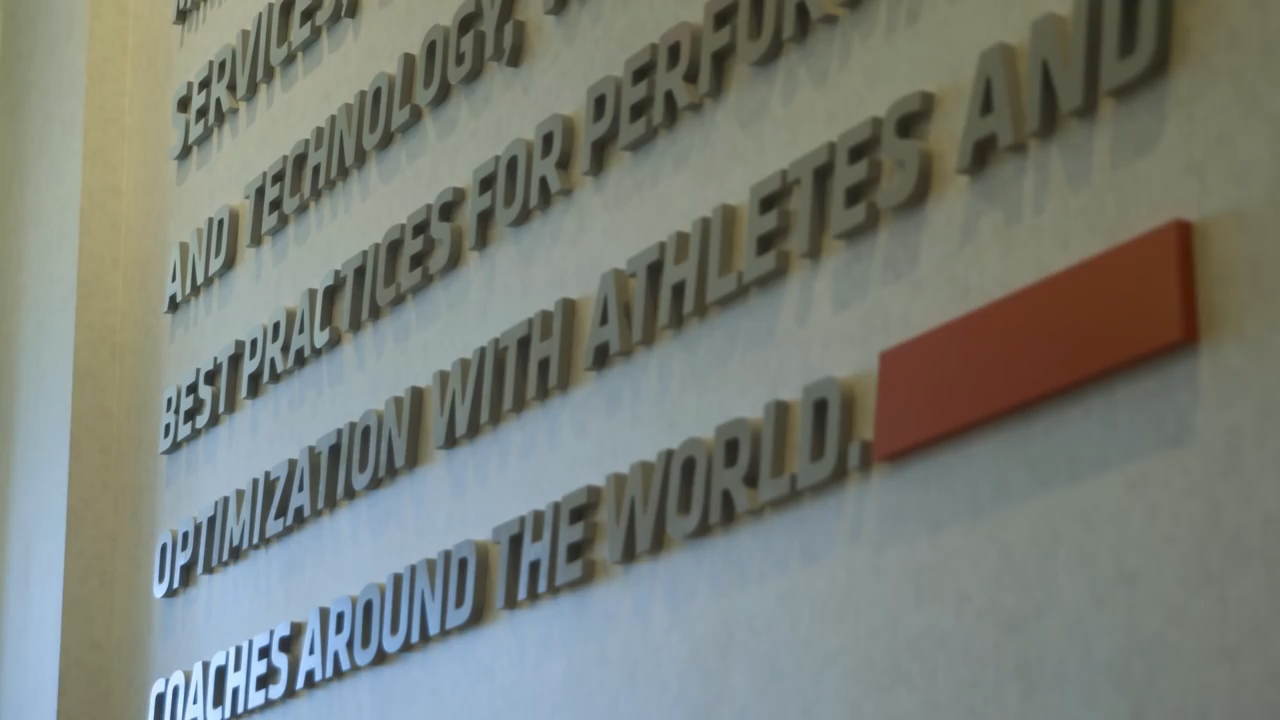 SERVICES,
AND TECHNOLOGY,
BEST PRACTICES FOR
OPTIMIZATION WITH ATHLETES AND
COACHES AROUND THE WORLD.